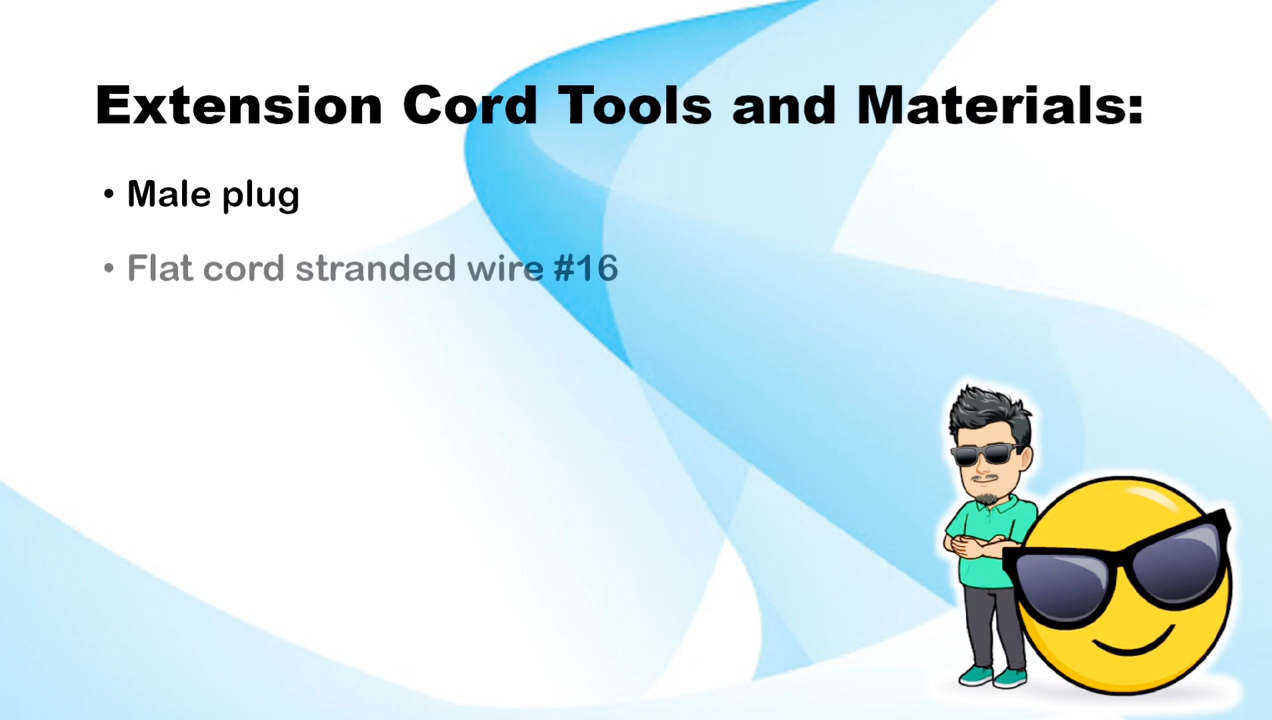 Extension Cord Tools and Materials:
• Male plug
• Flat cord stranded wire #16